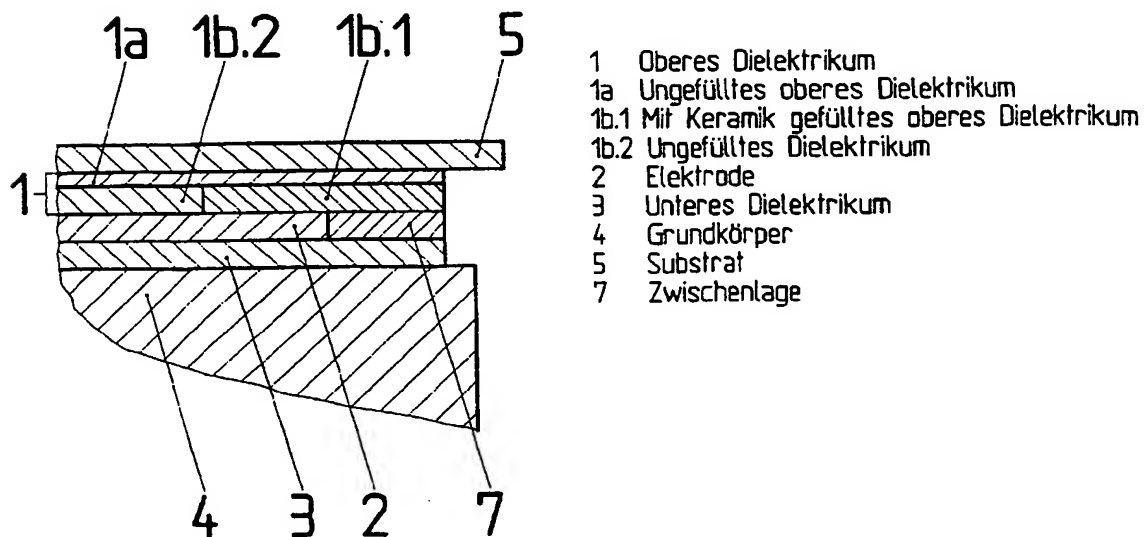 1a 1b.2 1b.1 5
1
4 3 2 7
1 Oberes Dielektrikum
1a Ungefülltes oberes Dielektrikum
1b.1 Mit Keramik gefülltes oberes Dielektrikum
1b.2 Ungefülltes Dielektrikum
2 Elektrode
3 Unteres Dielektrikum
4 Grundkörper
5 Substrat
7 Zwischenlage